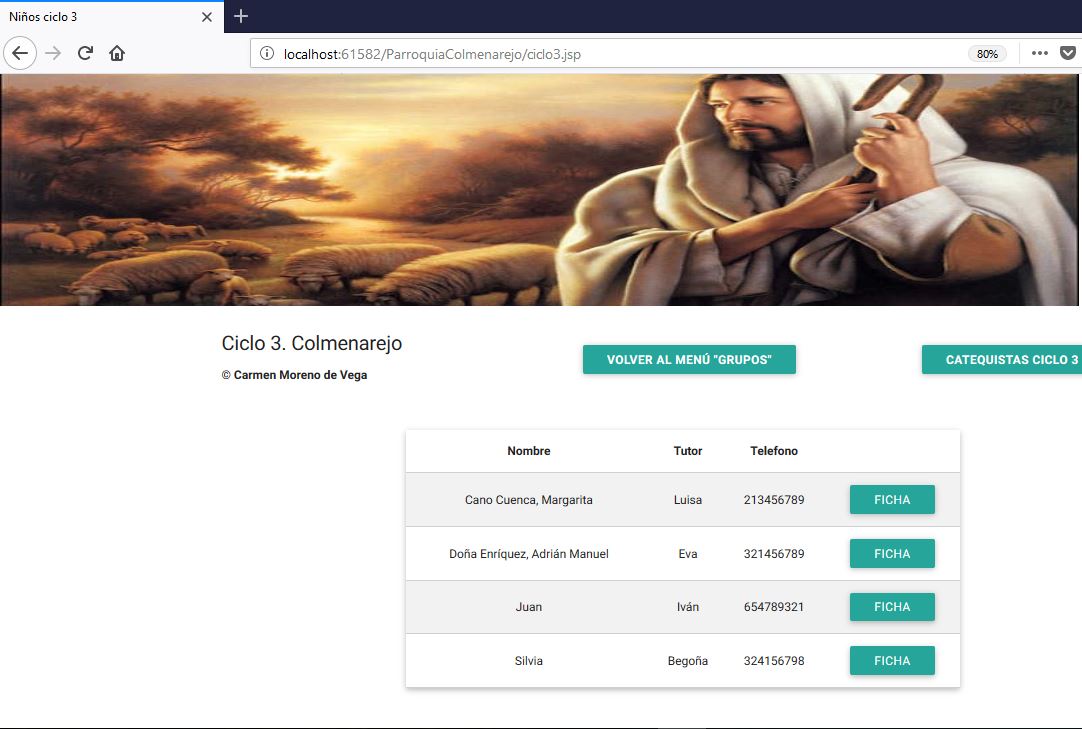 Niños ciclo 3
localhost:61582/ParroquiaColmenarejo/ciclo3.jsp 80%
Ciclo 3. Colmenarejo
© Carmen Moreno de Vega
VOLVER AL MENÚ "GRUPOS"
CATEQUISTAS CICLO 3
Nombre Tutor Telefono
Cano Cuenca, Margarita Luisa 213456789 FICHA
Doña Enríquez, Adrián Manuel Eva 321456789 FICHA
Juan Iván 654789321 FICHA
Silvia Begoña 324156798 FICHA